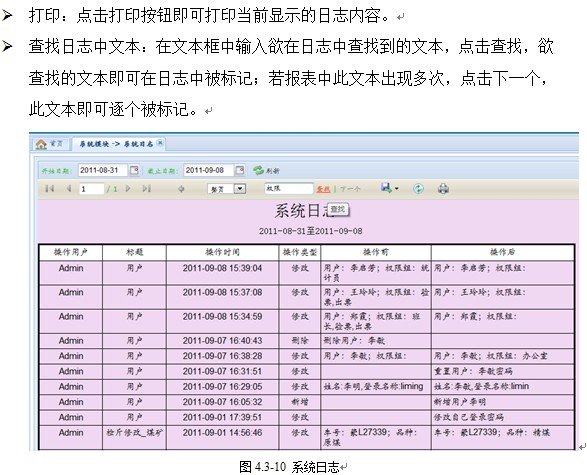 打印：点击打印按钮即可打印当前显示的日志内容。
查找日志中文本：在文本框中输入欲在日志中查找到的文本，点击查找，欲
查找的文本即可在日志中被标记；若报表中此文本出现多次，点击下一个，
此文本即可逐个被标记。
首页 系统模块 -> 系统日志
开始日期: 2011-08-31 截止日期: 2011-09-08 刷新
1 / 1 整页 权限 查找 | 下一个
系统日志
查找
2011-08-31至2011-09-08
操作用户 标题 操作时间 操作类型 操作前 操作后
Admin 用户 2011-09-08 15:39:04 修改 用户：李启芳；权限组：统计员 用户：李启芳；权限组：
Admin 用户 2011-09-08 15:37:08 修改 用户：王玲玲；权限组：验票,出票 用户：王玲玲；权限组：
Admin 用户 2011-09-08 15:34:59 修改 用户：郑霞；权限组：班长,验票,出票 用户：郑霞；权限组：
Admin 用户 2011-09-07 16:40:43 删除 删除用户：李敏
Admin 用户 2011-09-07 16:38:28 修改 用户：李敏；权限组： 用户：李敏；权限组：办公室
Admin 用户 2011-09-07 16:31:51 修改 重置用户：李敏密码
Admin 用户 2011-09-07 16:29:05 修改 姓名:李明,登录名称:liming 姓名:李敏,登录名称:limin
Admin 用户 2011-09-07 16:05:32 新增 新增用户李明
Admin 用户 2011-09-01 17:39:51 修改 修改自己登录密码
Admin 检斤修改_煤矿 2011-09-01 14:56:46 修改 车号：蒙L27339；品种：原煤 车号：蒙L27339；品种：精煤
图 4.3-10 系统日志